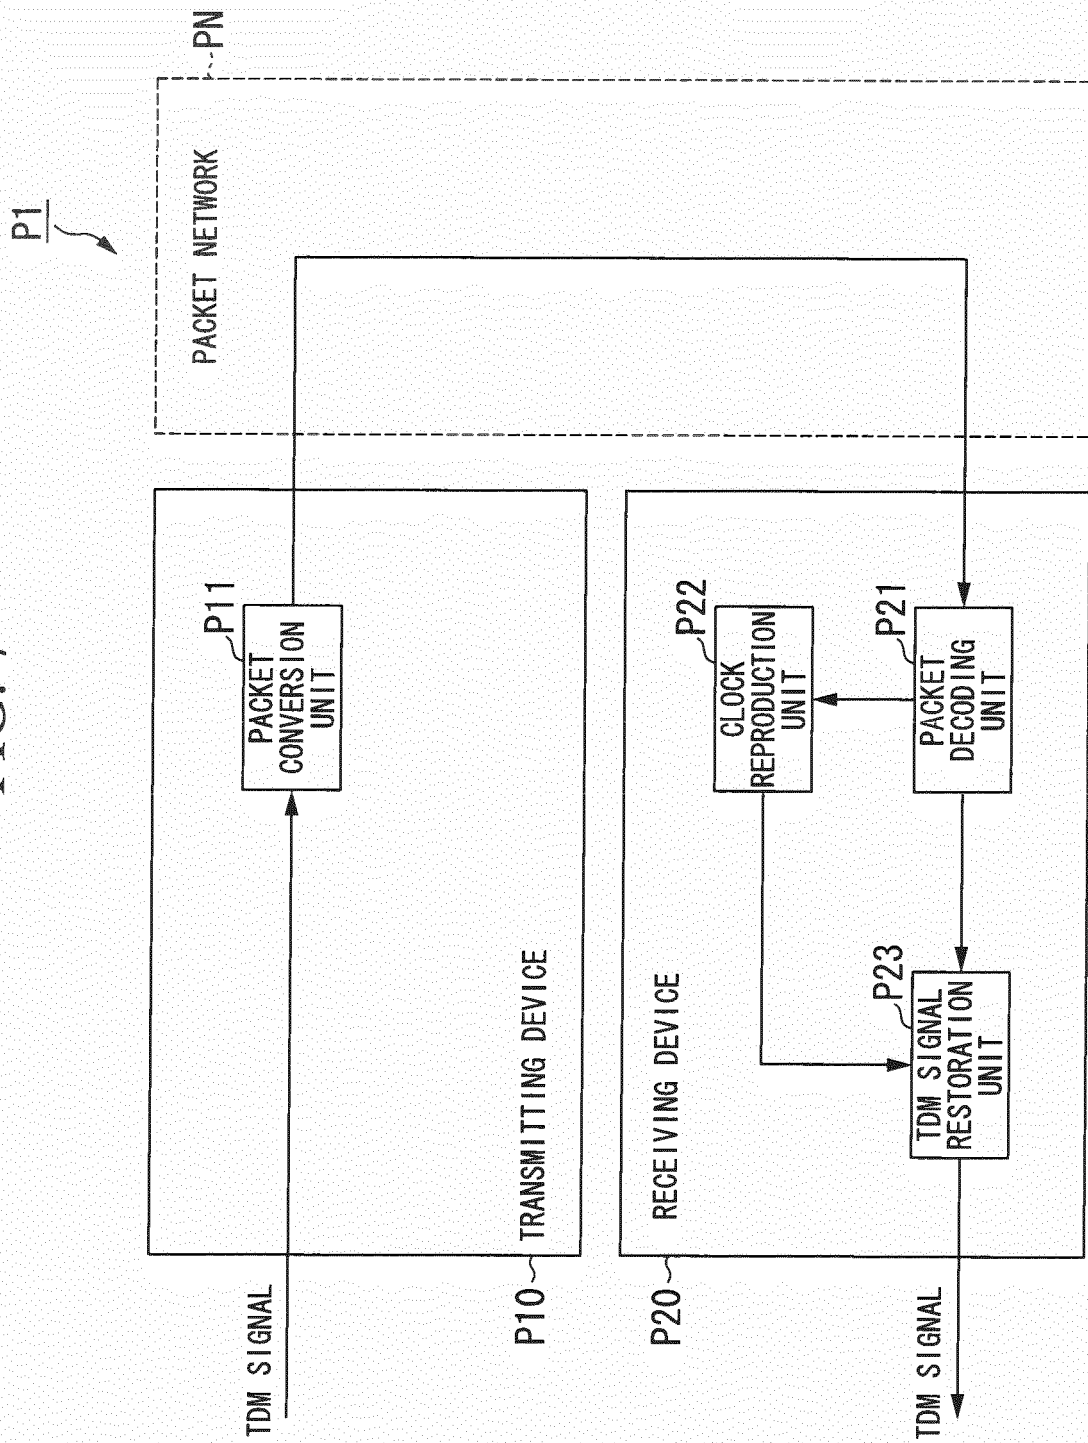 P1
PN
PACKET NETWORK
P11
PACKET
CONVERSION
UNIT
TDM SIGNAL
P10
TRANSMITTING DEVICE
P20
RECEIVING DEVICE
P22
CLOCK
REPRODUCTION
UNIT
P21
PACKET
DECODING
UNIT
P23
TDM SIGNAL
RESTORATION
UNIT
TDM SIGNAL